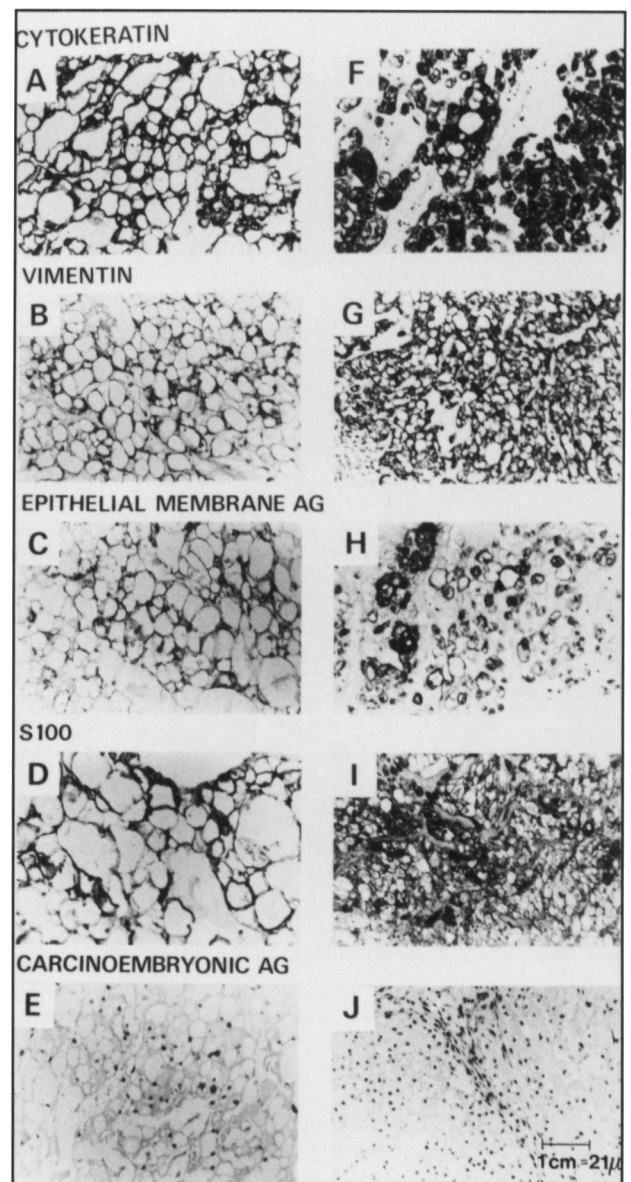 CYTOKERATIN
A F
VIMENTIN
B G
EPITHELIAL MEMBRANE AG
C H
S100
D I
CARCINOEMBRYONIC AG
E J
1cm=21μ